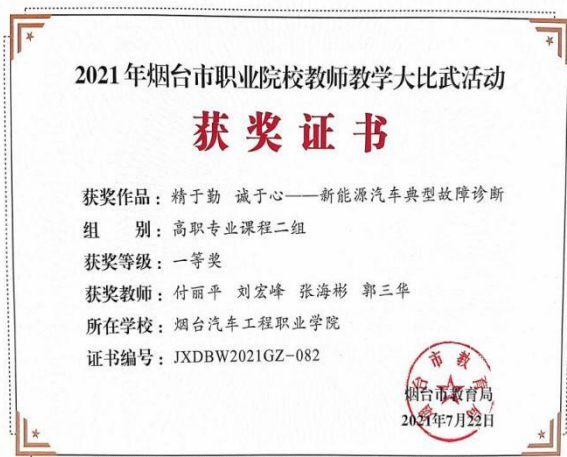 2021年烟台市职业院校教师教学大比武活动
获奖证书
获奖作品：精于勤 诚于心——新能源汽车典型故障诊断
组 别：高职专业课程二组
获奖等级：一等奖
获奖教师：付丽平 刘宏峰 张海彬 郭三华
所在学校：烟台汽车工程职业学院
证书编号：JXDBW2021GZ-082
烟台市教育局
烟台市教育局
2021年7月22日